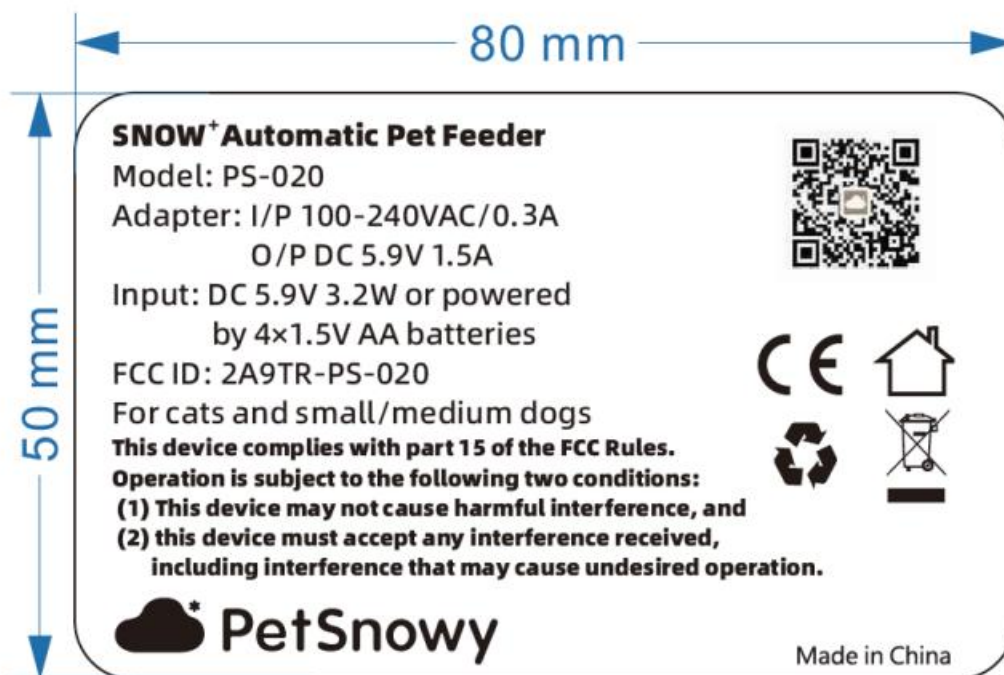 80 mm
50 mm
SNOW⁺Automatic Pet Feeder
Model: PS-020
Adapter: I/P 100-240VAC/0.3A
O/P DC 5.9V 1.5A
Input: DC 5.9V 3.2W or powered
by 4×1.5V AA batteries
FCC ID: 2A9TR-PS-020
For cats and small/medium dogs
This device complies with part 15 of the FCC Rules.
Operation is subject to the following two conditions:
(1) This device may not cause harmful interference, and
(2) this device must accept any interference received,
including interference that may cause undesired operation.
CE
PetSnowy
Made in China